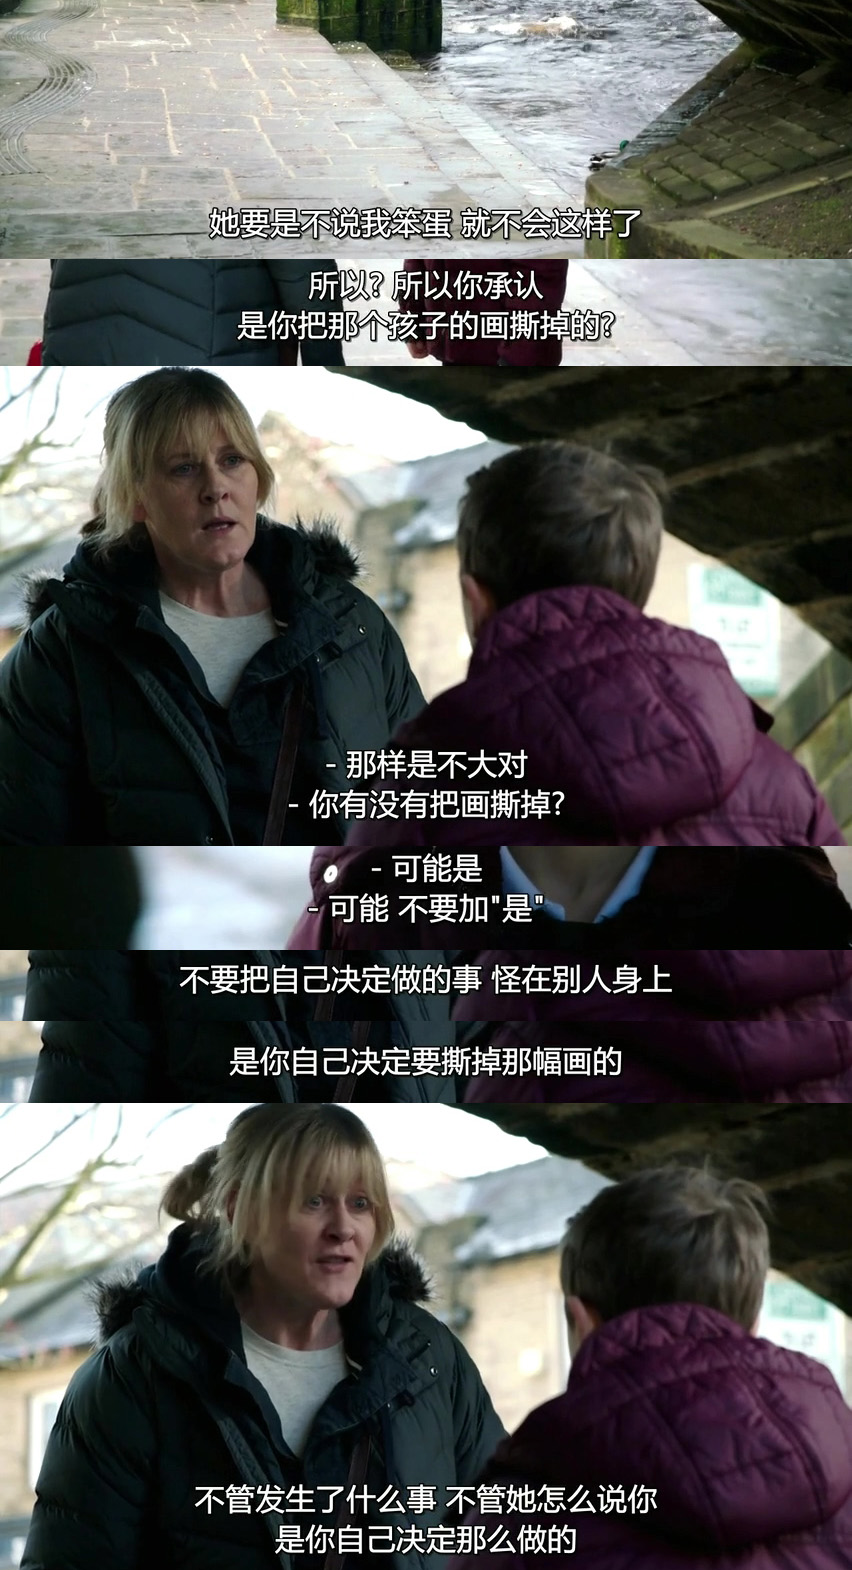 她要是不说我笨蛋 就不会这样了
所以? 所以你承认
是你把那个孩子的画撕掉的?
- 那样是不大对
- 你有没有把画撕掉?
- 可能是
- 可能 不要加"是"
不要把自己决定做的事 怪在别人身上
是你自己决定要撕掉那幅画的
不管发生了什么事 不管她怎么说你
是你自己决定那么做的